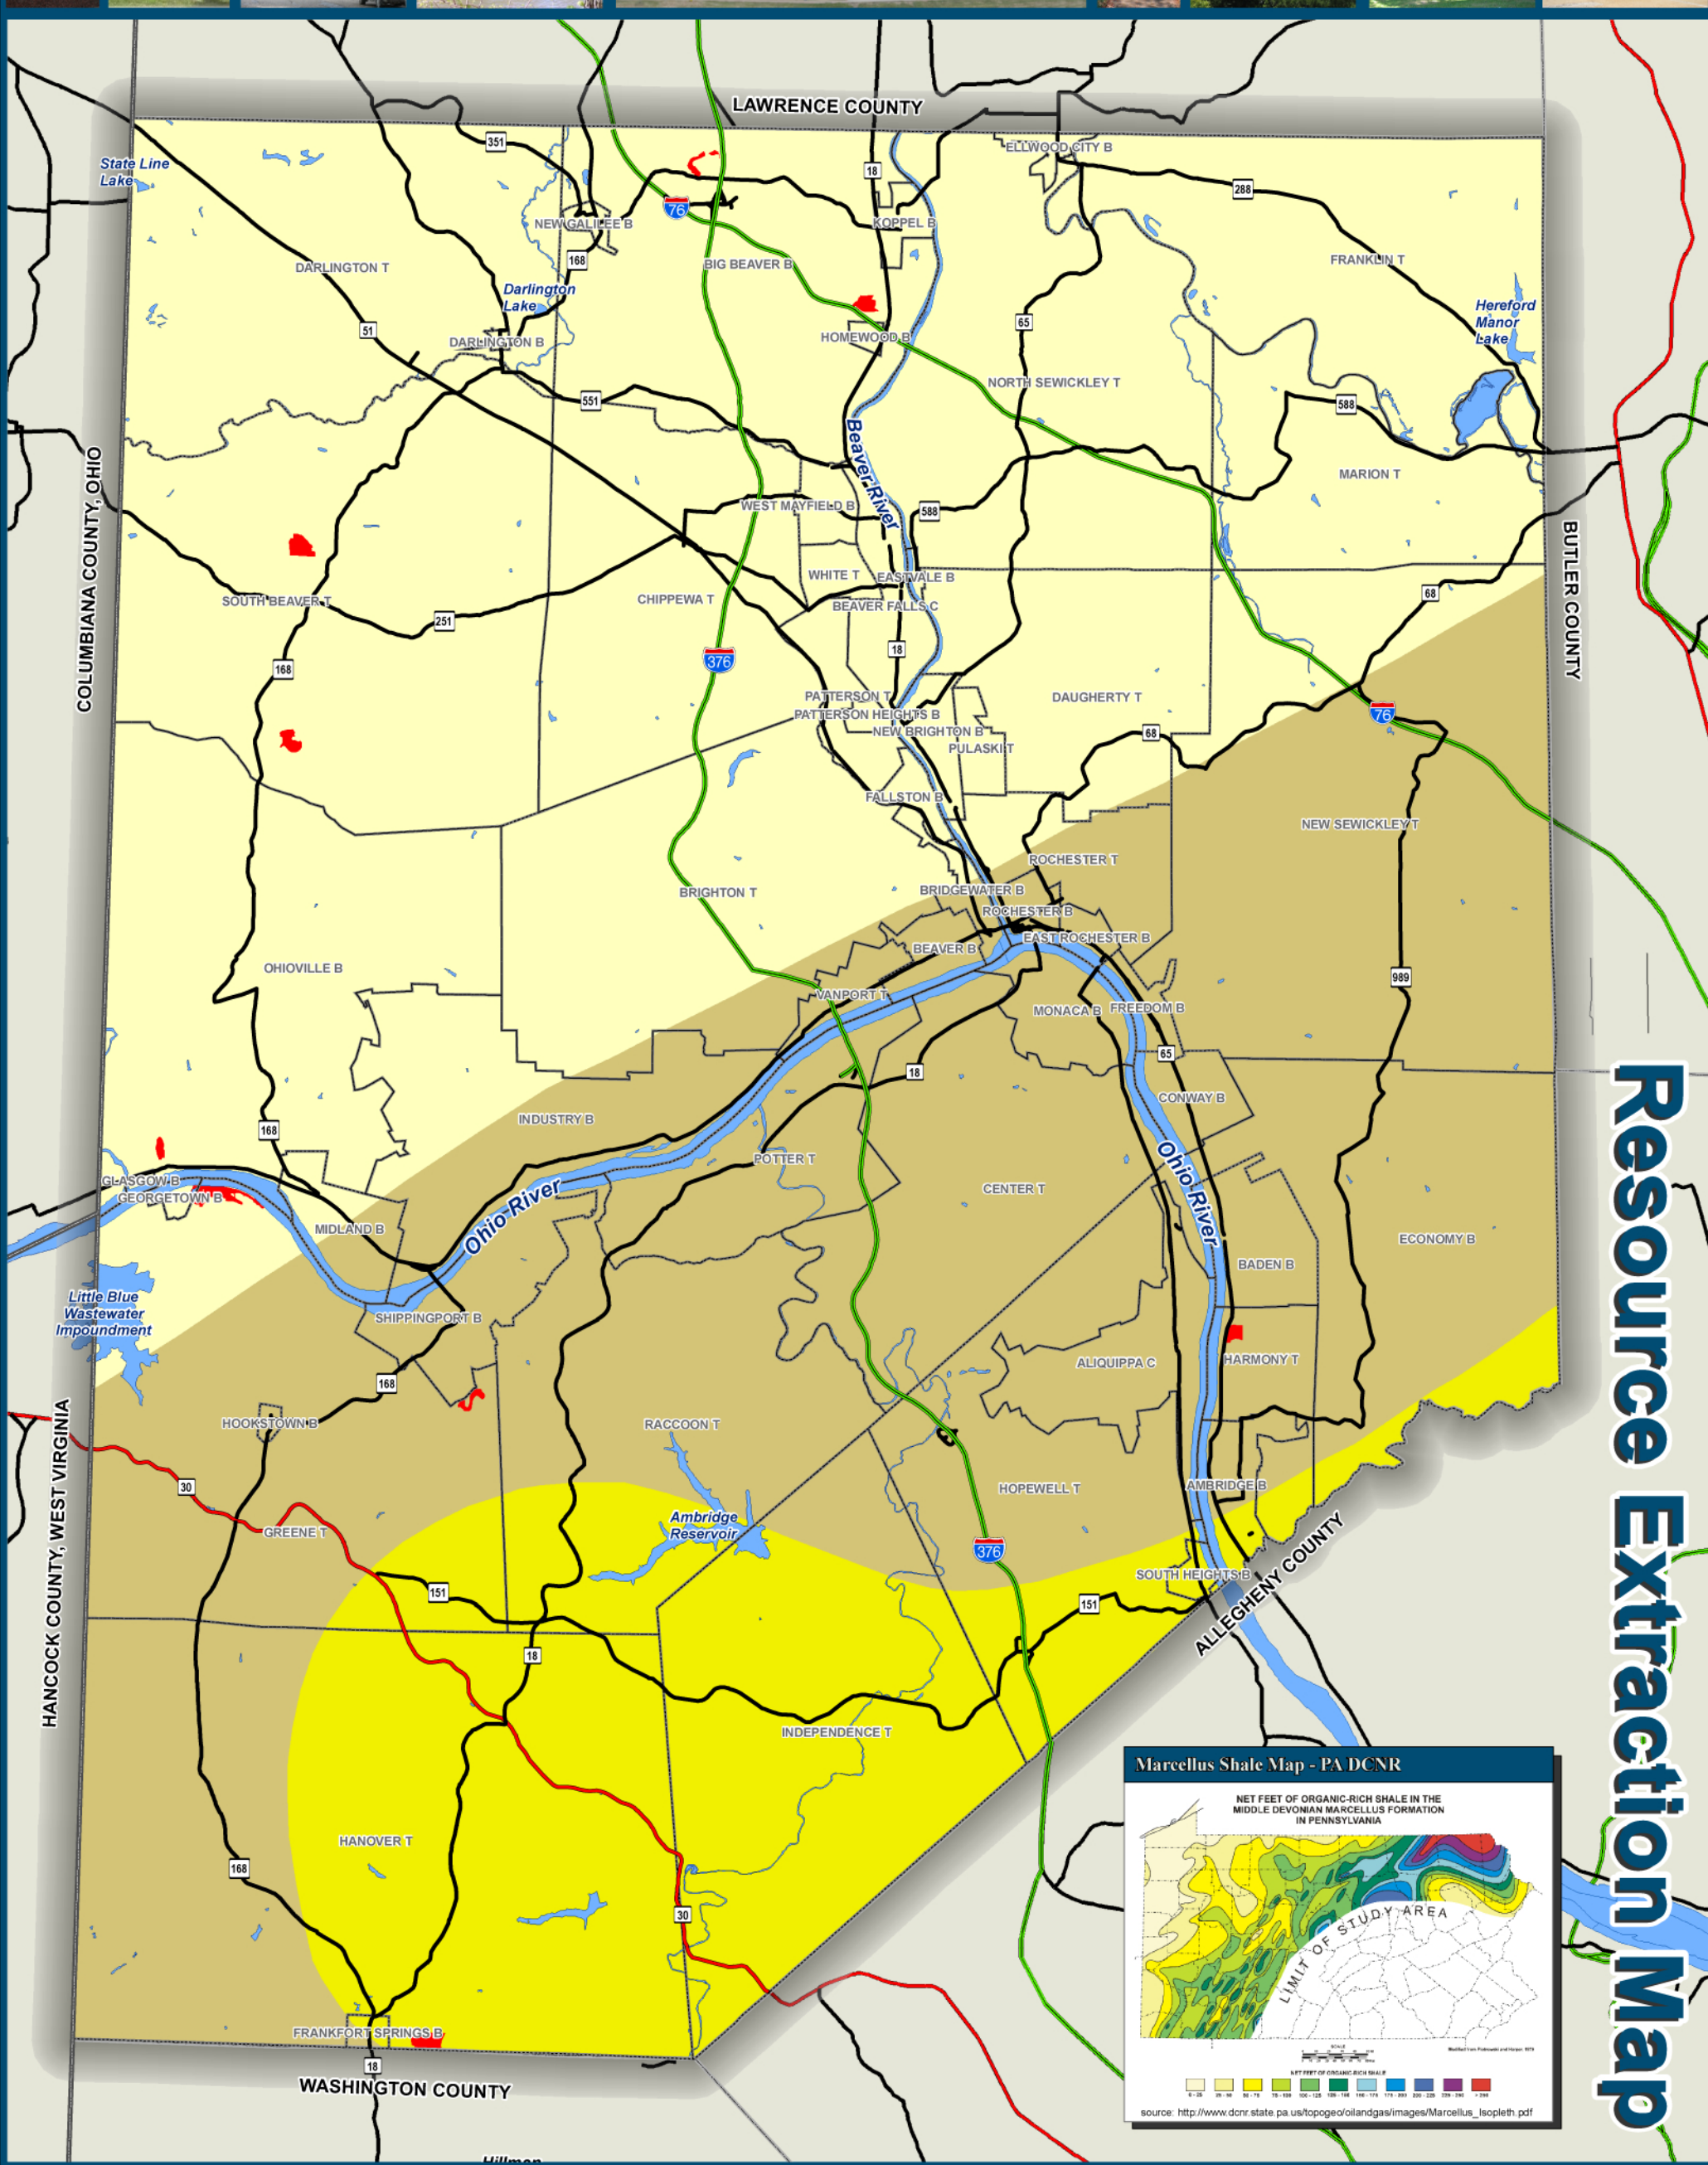 LAWRENCE COUNTY
ELLWOOD CITY B
351
State Line
Lake
18
288
76
NEW GALILEE B
KOPPEL B
168
BIG BEAVER B
FRANKLIN T
DARLINGTON T
Darlington
Lake
Hereford
Manor
Lake
51
65
DARLINGTON B
HOMEWOOD B
NORTH SEWICKLEY T
551
588
Beaver River
MARION T
COLUMBIANA COUNTY, OHIO
WEST MAYFIELD B
588
BUTLER COUNTY
WHITE T
EASTVALE B
SOUTH BEAVER T
CHIPPEWA T
BEAVER FALLS C
68
251
18
376
168
PATTERSON T
DAUGHERTY T
PATTERSON HEIGHTS B
76
NEW BRIGHTON B
68
PULASKI T
FALLSTON B
NEW SEWICKLEY T
ROCHESTER T
BRIGHTON T
BRIDGEWATER B
ROCHESTER B
EAST ROCHESTER B
BEAVER B
OHIOVILLE B
989
VANPORT T
MONACA B
FREEDOM B
65
18
CONWAY B
INDUSTRY B
168
POTTER T
Ohio River
GLASGOW B
CENTER T
GEORGETOWN B
Ohio River
MIDLAND B
ECONOMY B
BADEN B
Little Blue
Wastewater
Impoundment
SHIPPINGPORT B
ALIQUIPPA C
HARMONY T
168
HOOKSTOWN B
RACCOON T
HANCOCK COUNTY, WEST VIRGINIA
30
HOPEWELL T
AMBRIDGE B
Ambridge
Reservoir
GREENE T
376
ALLEGHENY COUNTY
SOUTH HEIGHTS B
151
151
18
INDEPENDENCE T
HANOVER T
168
30
FRANKFORT SPRINGS B
18
WASHINGTON COUNTY
Hillman
Resource Extraction Map
Marcellus Shale Map - PA DCNR
NET FEET OF ORGANIC-RICH SHALE IN THE
MIDDLE DEVONIAN MARCELLUS FORMATION
IN PENNSYLVANIA
LIMIT OF STUDY AREA
SCALE
NET FEET OF ORGANIC-RICH SHALE
source: http://www.dcnr.state.pa.us/topogeo/oilandgas/images/Marcellus_Isopleth.pdf